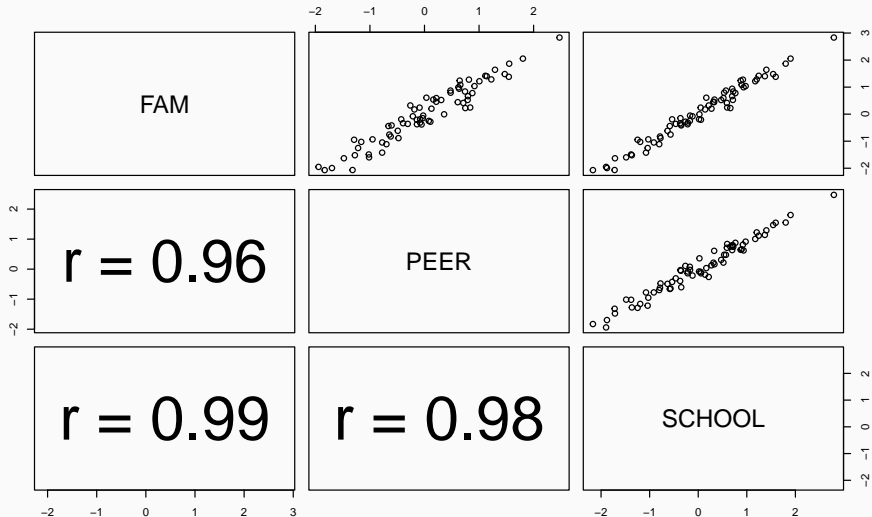 −2 −1 0 1 2
FAM
−2 −1 0 1 2 3
−2 −1 0 1 2
r = 0.96
PEER
r = 0.99
r = 0.98
SCHOOL
−2 −1 0 1 2
−2 −1 0 1 2 3
−2 −1 0 1 2